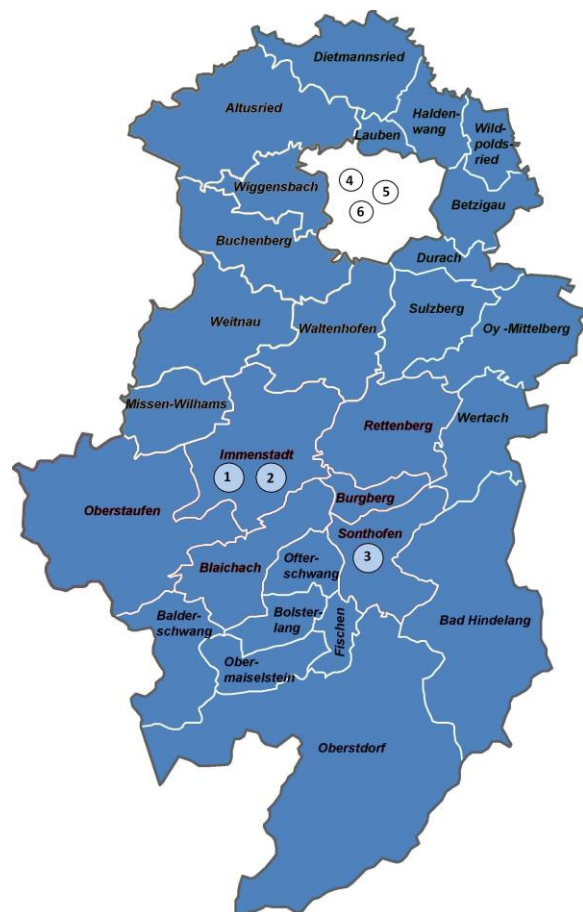 Dietmannsried
Altusried
Halden-
wang
Lauben
Wild-
polds-
ried
Wiggensbach
4
5
6
Betzigau
Buchenberg
Durach
Sulzberg
Weitnau
Waltenhofen
Oy -Mittelberg
Missen-Wilhams
Wertach
Rettenberg
Immenstadt
1
2
Burgberg
Oberstaufen
Sonthofen
3
Blaichach
Ofter-
schwang
Balder-
schwang
Bolster-
lang
Fischen
Bad Hindelang
Ober-
maiselstein
Oberstdorf